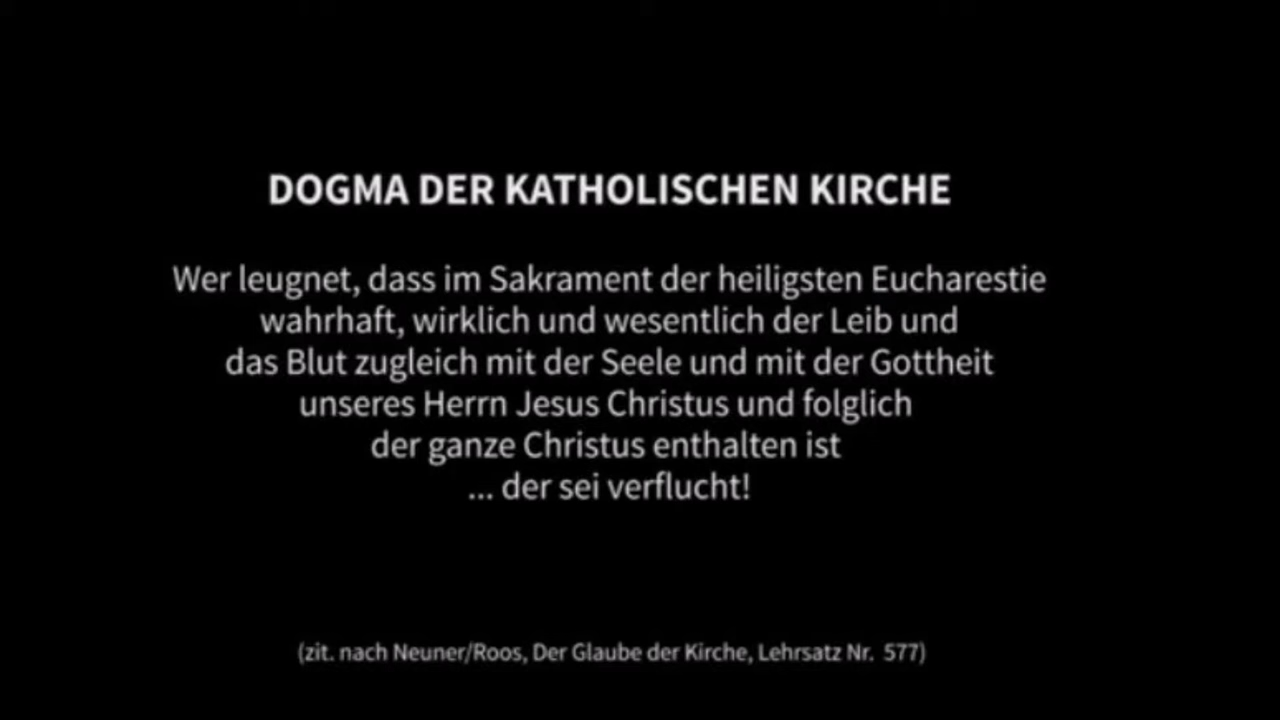 DOGMA DER KATHOLISCHEN KIRCHE
Wer leugnet, dass im Sakrament der heiligsten Eucharestie
wahrhaft, wirklich und wesentlich der Leib und
das Blut zugleich mit der Seele und mit der Gottheit
unseres Herrn Jesus Christus und folglich
der ganze Christus enthalten ist
... der sei verflucht!
(zit. nach Neuner/Roos, Der Glaube der Kirche, Lehrsatz Nr. 577)